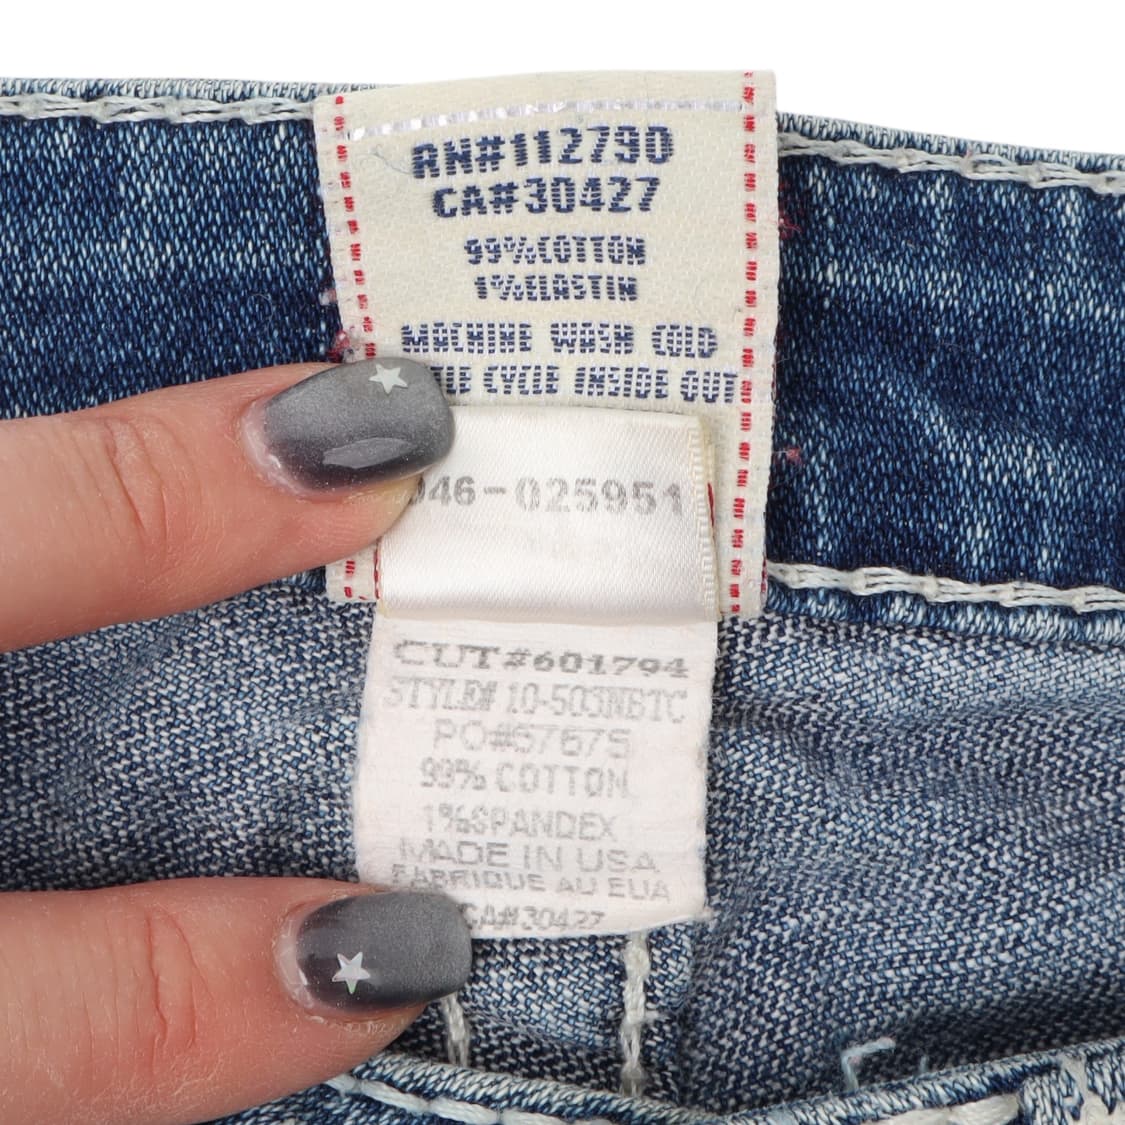 RN#112790
CA#30427
99%COTTON
1%ELASTIN
MACHINE WASH COLD
CYCLE INSIDE OUT
046-025951
CUT#601794
STYLE# 10-503NBTC
PO#57675
99% COTTON
1%SPANDEX
MADE IN USA
FABRIQUE AU EUA
CA#30427